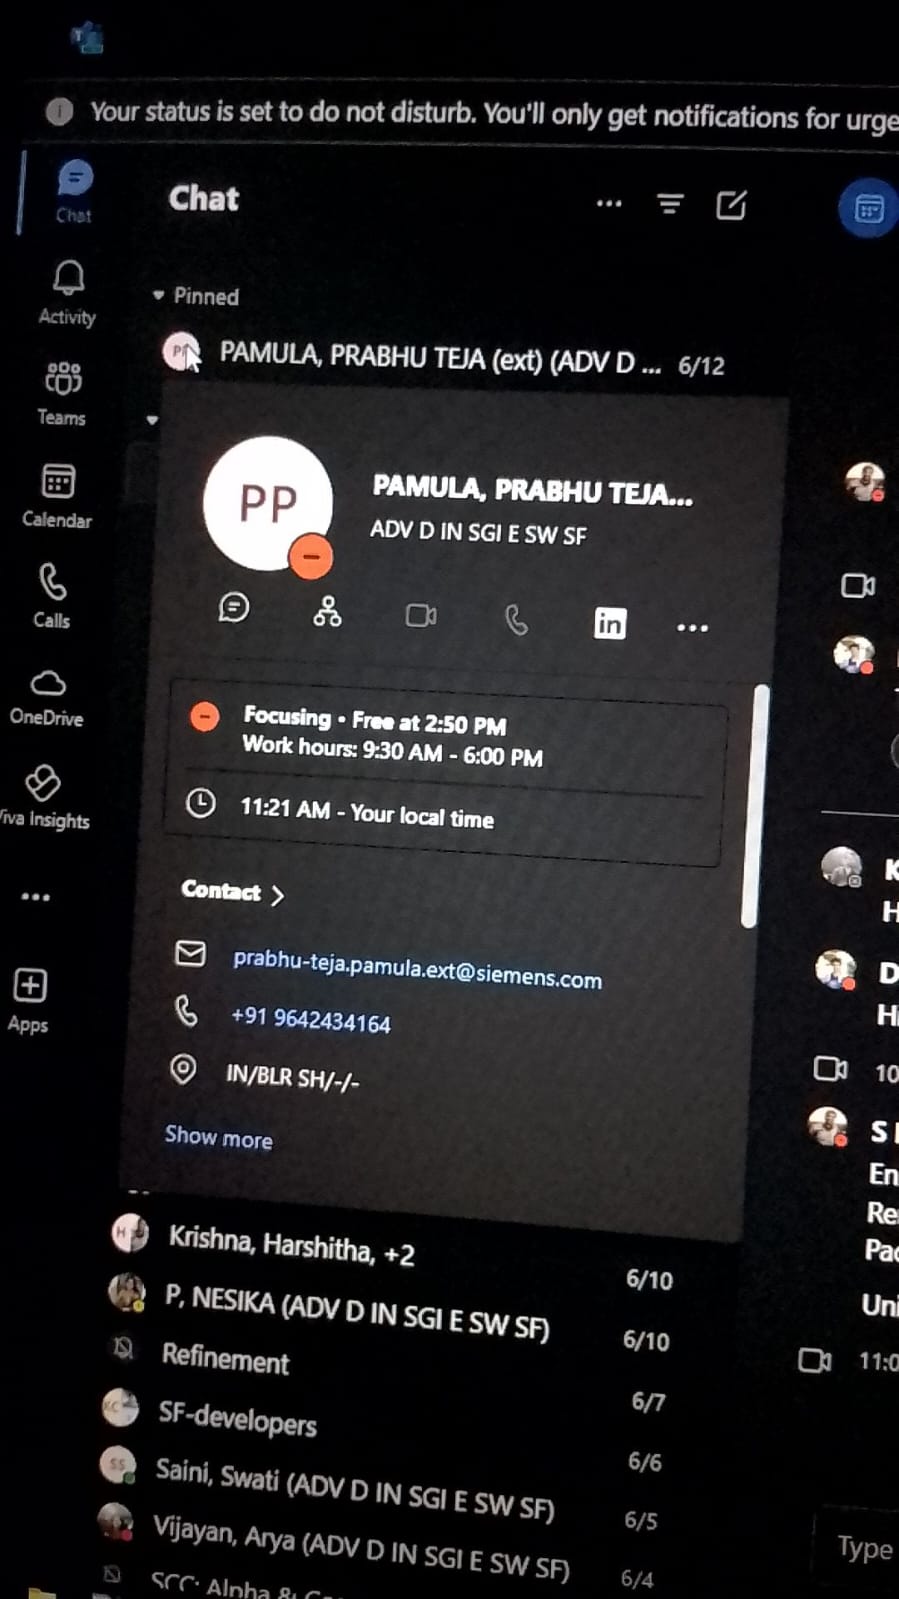 Your status is set to do not disturb. You'll only get notifications for urge
Chat
Chat
Activity
Teams
Calendar
Calls
OneDrive
iva Insights
Apps
Pinned
PAMULA, PRABHU TEJA (ext) (ADV D ... 6/12
PP
PAMULA, PRABHU TEJA...
ADV D IN SGI E SW SF
in
Focusing • Free at 2:50 PM
Work hours: 9:30 AM - 6:00 PM
11:21 AM - Your local time
Contact >
prabhu-teja.pamula.ext@siemens.com
+91 9642434164
IN/BLR SH/-/-
Show more
Krishna, Harshitha, +2 6/10
P, NESIKA (ADV D IN SGI E SW SF) 6/10
Refinement 6/7
SF-developers 6/6
SS
Saini, Swati (ADV D IN SGI E SW SF) 6/5
Vijayan, Arya (ADV D IN SGI E SW SF) 6/4
K
H
D
Hi
10
S
En
Re
Pac
Uni
11:0
Type